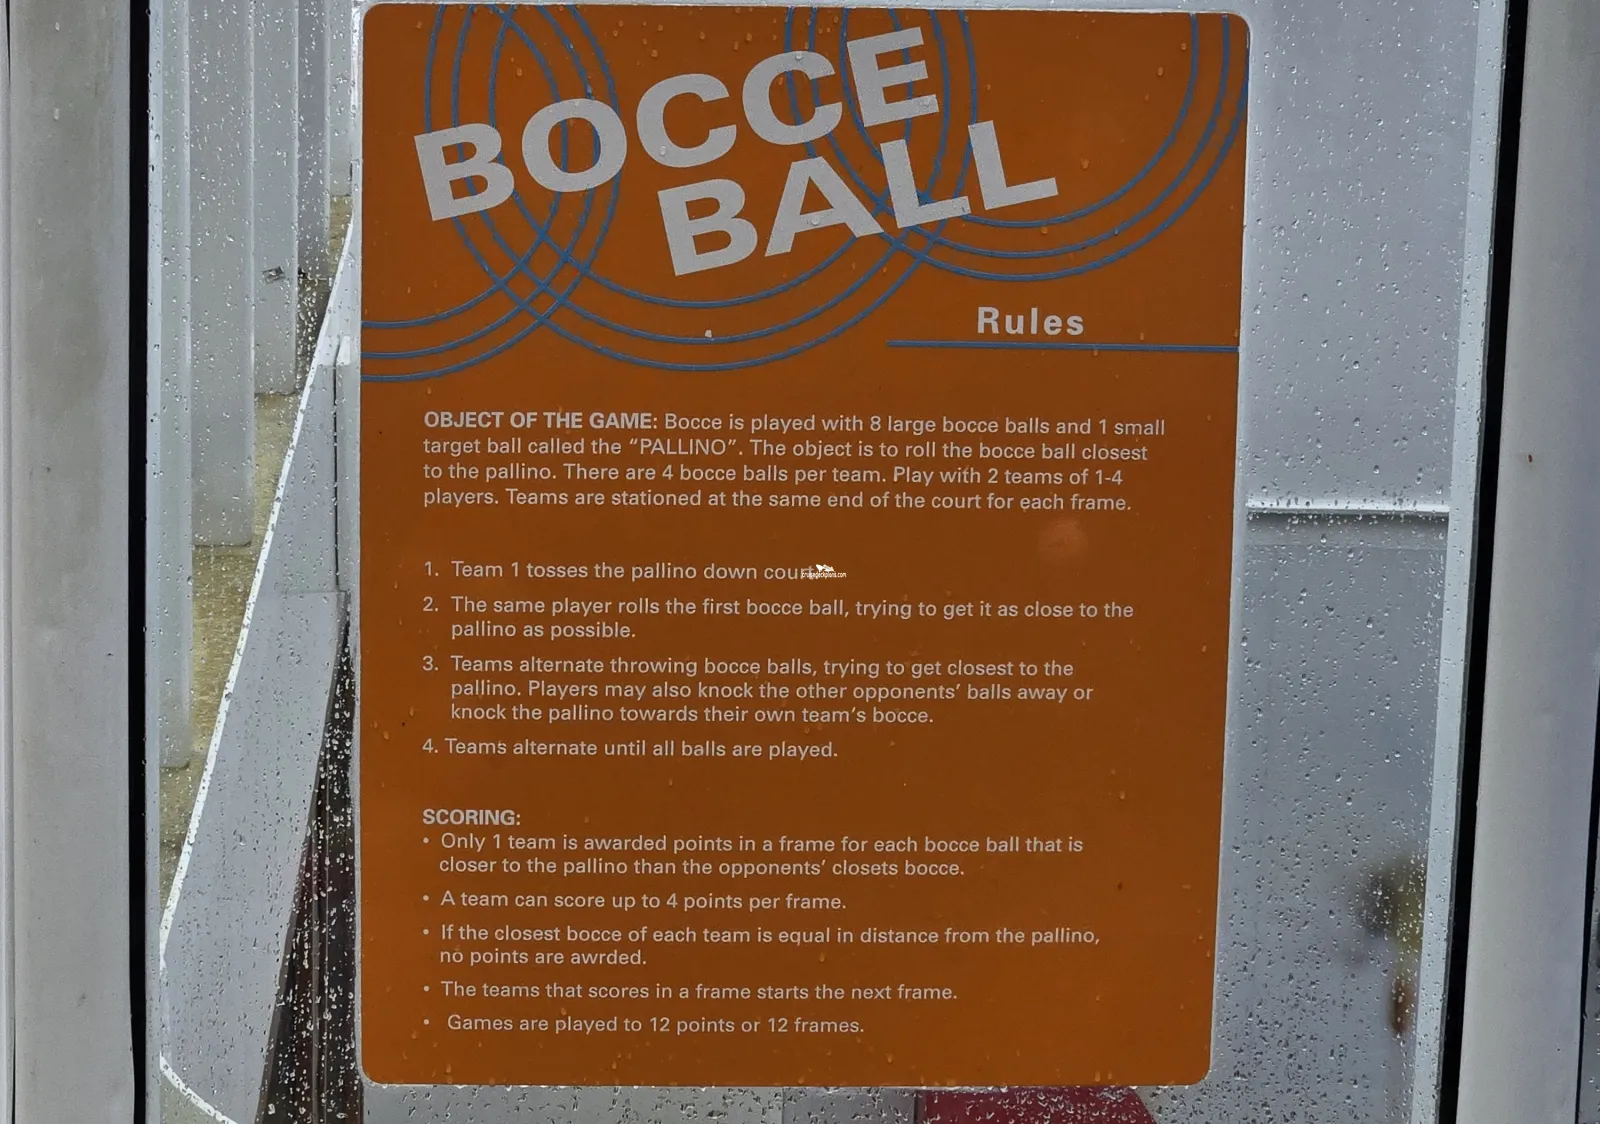 BOCCE
BALL
Rules
OBJECT OF THE GAME: Bocce is played with 8 large bocce balls and 1 small
target ball called the “PALLINO”. The object is to roll the bocce ball closest
to the pallino. There are 4 bocce balls per team. Play with 2 teams of 1-4
players. Teams are stationed at the same end of the court for each frame.
1. Team 1 tosses the pallino down court.
2. The same player rolls the first bocce ball, trying to get it as close to the
pallino as possible.
3. Teams alternate throwing bocce balls, trying to get closest to the
pallino. Players may also knock the other opponents’ balls away or
knock the pallino towards their own team’s bocce.
4. Teams alternate until all balls are played.
SCORING:
• Only 1 team is awarded points in a frame for each bocce ball that is
closer to the pallino than the opponents’ closets bocce.
• A team can score up to 4 points per frame.
• If the closest bocce of each team is equal in distance from the pallino,
no points are awrded.
• The teams that scores in a frame starts the next frame.
• Games are played to 12 points or 12 frames.